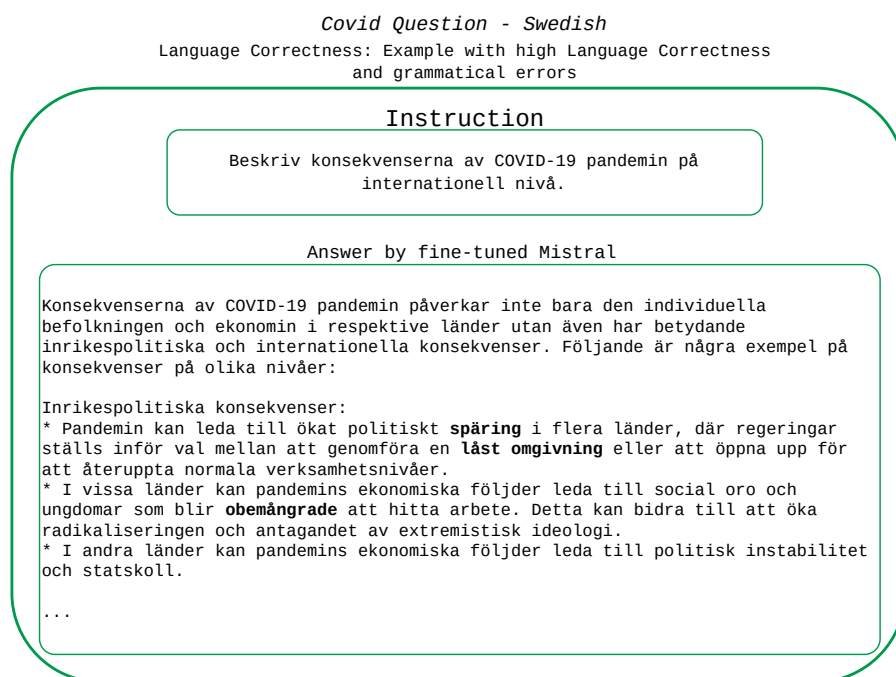 Covid Question - Swedish
Language Correctness: Example with high Language Correctness
and grammatical errors
Instruction
Beskriv konsekvenserna av COVID-19 pandemin på
internationell nivå.
Answer by fine-tuned Mistral
Konsekvenserna av COVID-19 pandemin påverkar inte bara den individuella
befolkningen och ekonomin i respektive länder utan även har betydande
inrikespolitiska och internationella konsekvenser. Följande är några exempel på
konsekvenser på olika nivåer:
Inrikespolitiska konsekvenser:
* Pandemin kan leda till ökat politiskt späring i flera länder, där regeringar
ställs inför val mellan att genomföra en låst omgivning eller att öppna upp för
att återuppta normala verksamhetsnivåer.
* I vissa länder kan pandemins ekonomiska följder leda till social oro och
ungdomar som blir obemångrade att hitta arbete. Detta kan bidra till att öka
radikaliseringen och antagandet av extremistisk ideologi.
* I andra länder kan pandemins ekonomiska följder leda till politisk instabilitet
och statskoll.
...